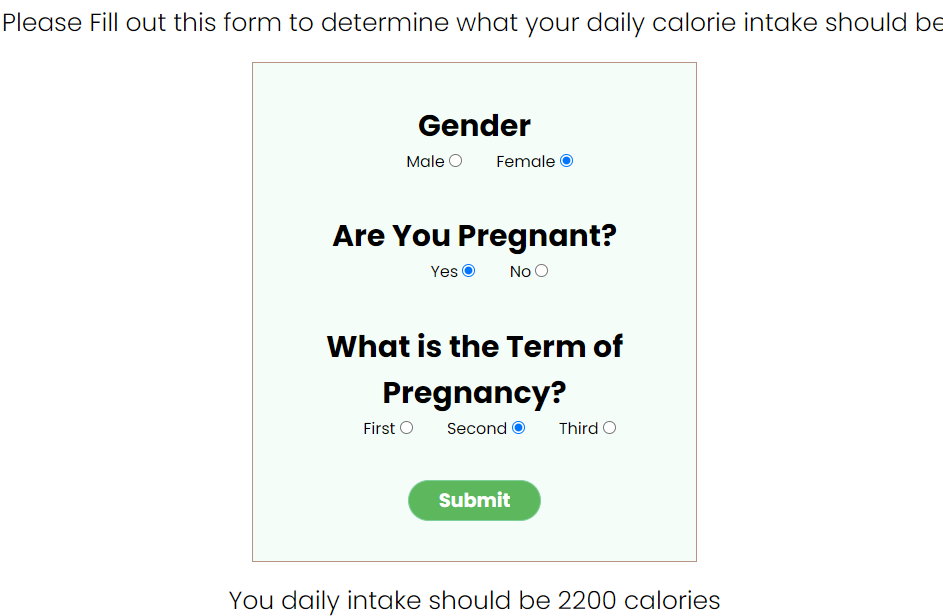 Please Fill out this form to determine what your daily calorie intake should be
Gender
Male Female
Are You Pregnant?
Yes No
What is the Term of
Pregnancy?
First Second Third
Submit
You daily intake should be 2200 calories